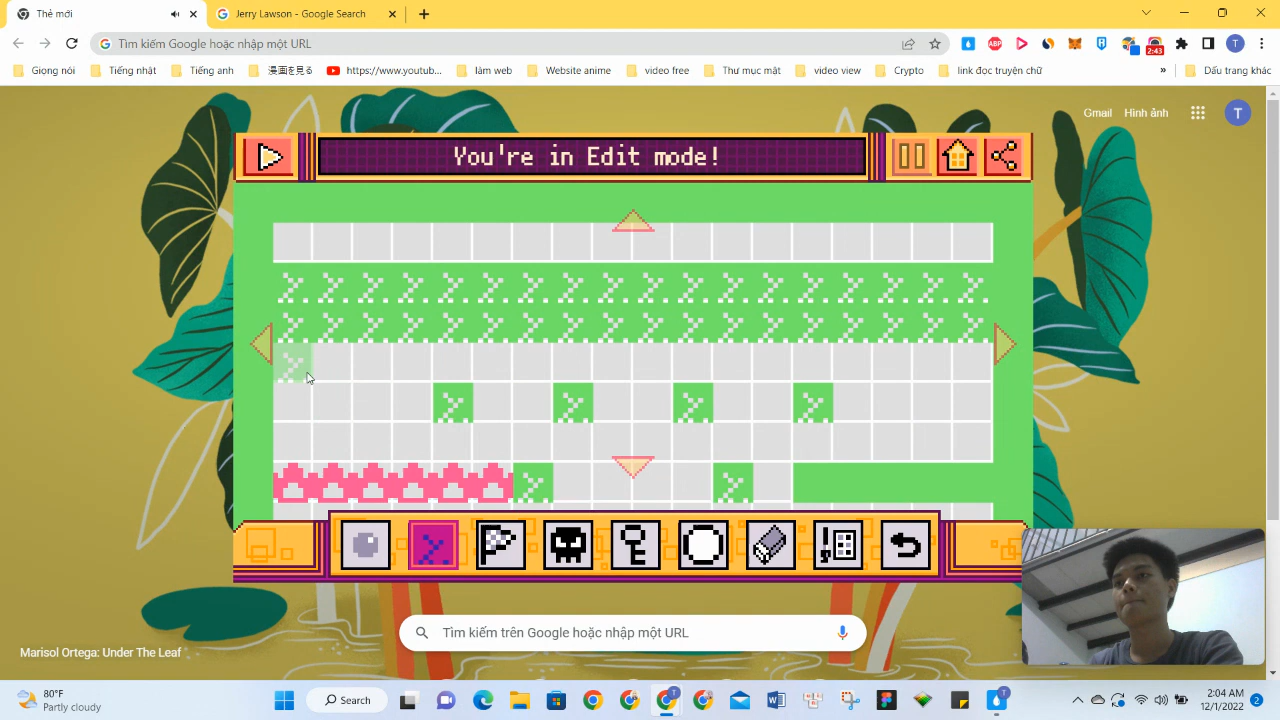 Thẻ mới
Jerry Lawson - Google Search
Tìm kiếm Google hoặc nhập một URL
2:43
T
Giọng nói
Tiếng nhật
Tiếng anh
漫画を見る
https://www.youtub...
làm web
Website anime
video free
Thư mục mật
video view
Crypto
link đọc truyện chữ
»
Dấu trang khác
Gmail
Hình ảnh
T
You're in Edit mode!
Tìm kiếm trên Google hoặc nhập một URL
Marisol Ortega: Under The Leaf
80°F
Partly cloudy
Search
2:04 AM
12/1/2022
2